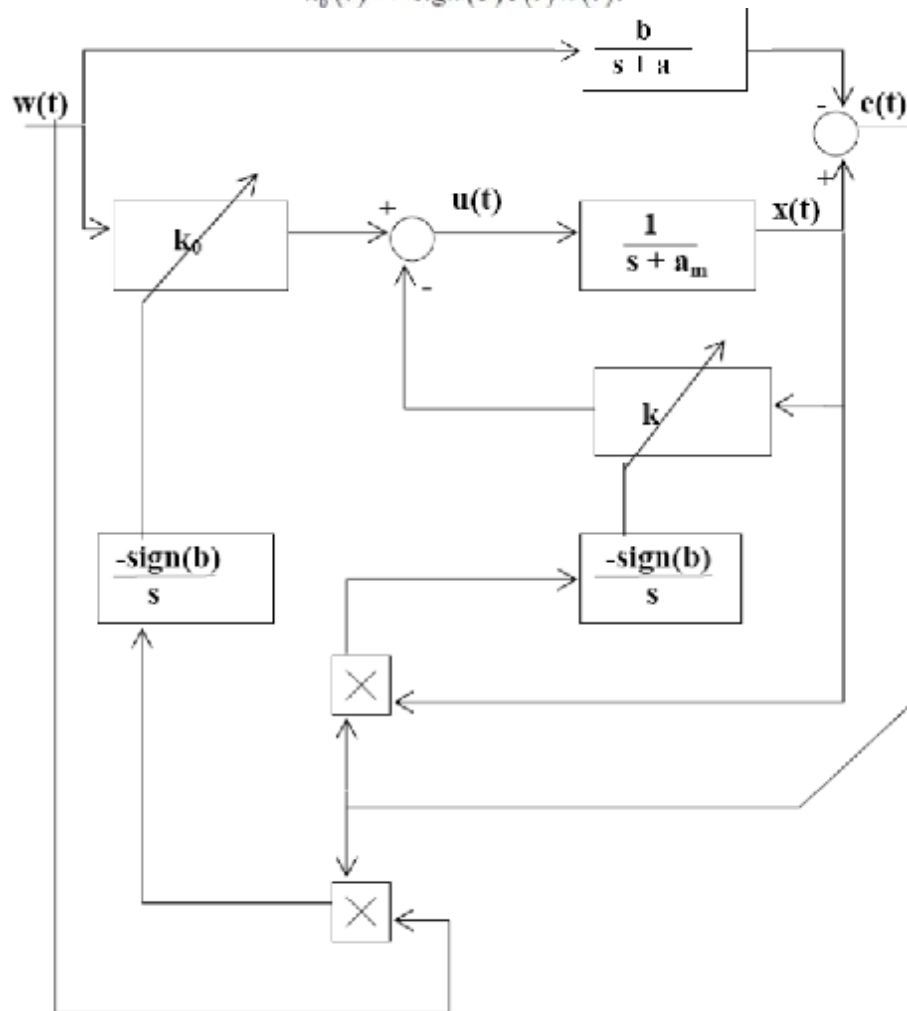 b
s + a
w(t)
-
e(t)
+
k₀
+
u(t)
1
s + aₘ
x(t)
-
k
-sign(b)
s
-sign(b)
s
×
×